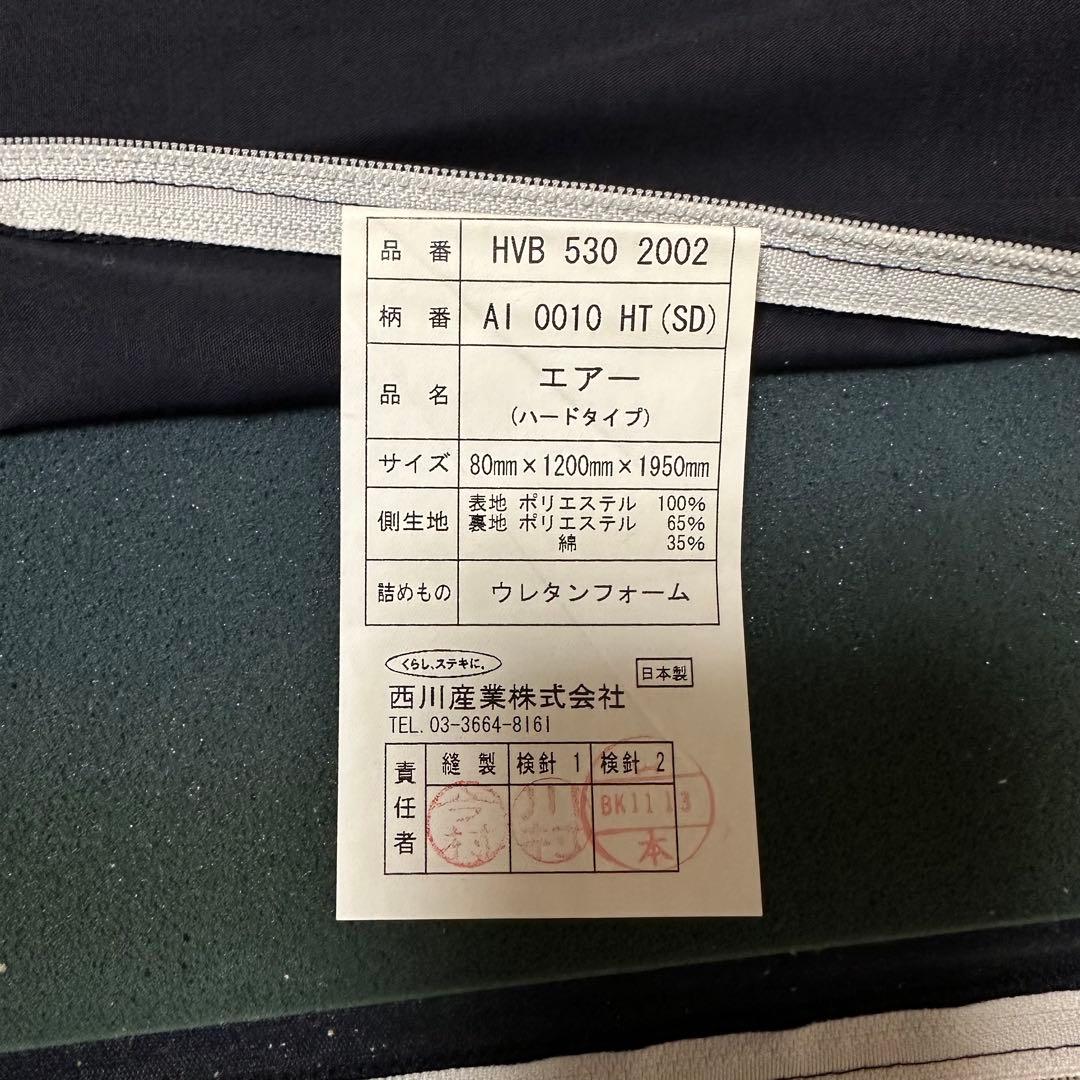 品番 HVB 530 2002
柄番 AI 0010 HT(SD)
品名 エアー
(ハードタイプ)
サイズ 80mm×1200mm×1950mm
側生地 表地 ポリエステル 100%
裏地 ポリエステル 65%
綿 35%
詰めもの ウレタンフォーム
くらし、ステキに。
日本製
西川産業株式会社
TEL. 03-3664-8161
責任者 縫製 検針 1 検針 2
BK11 13
本